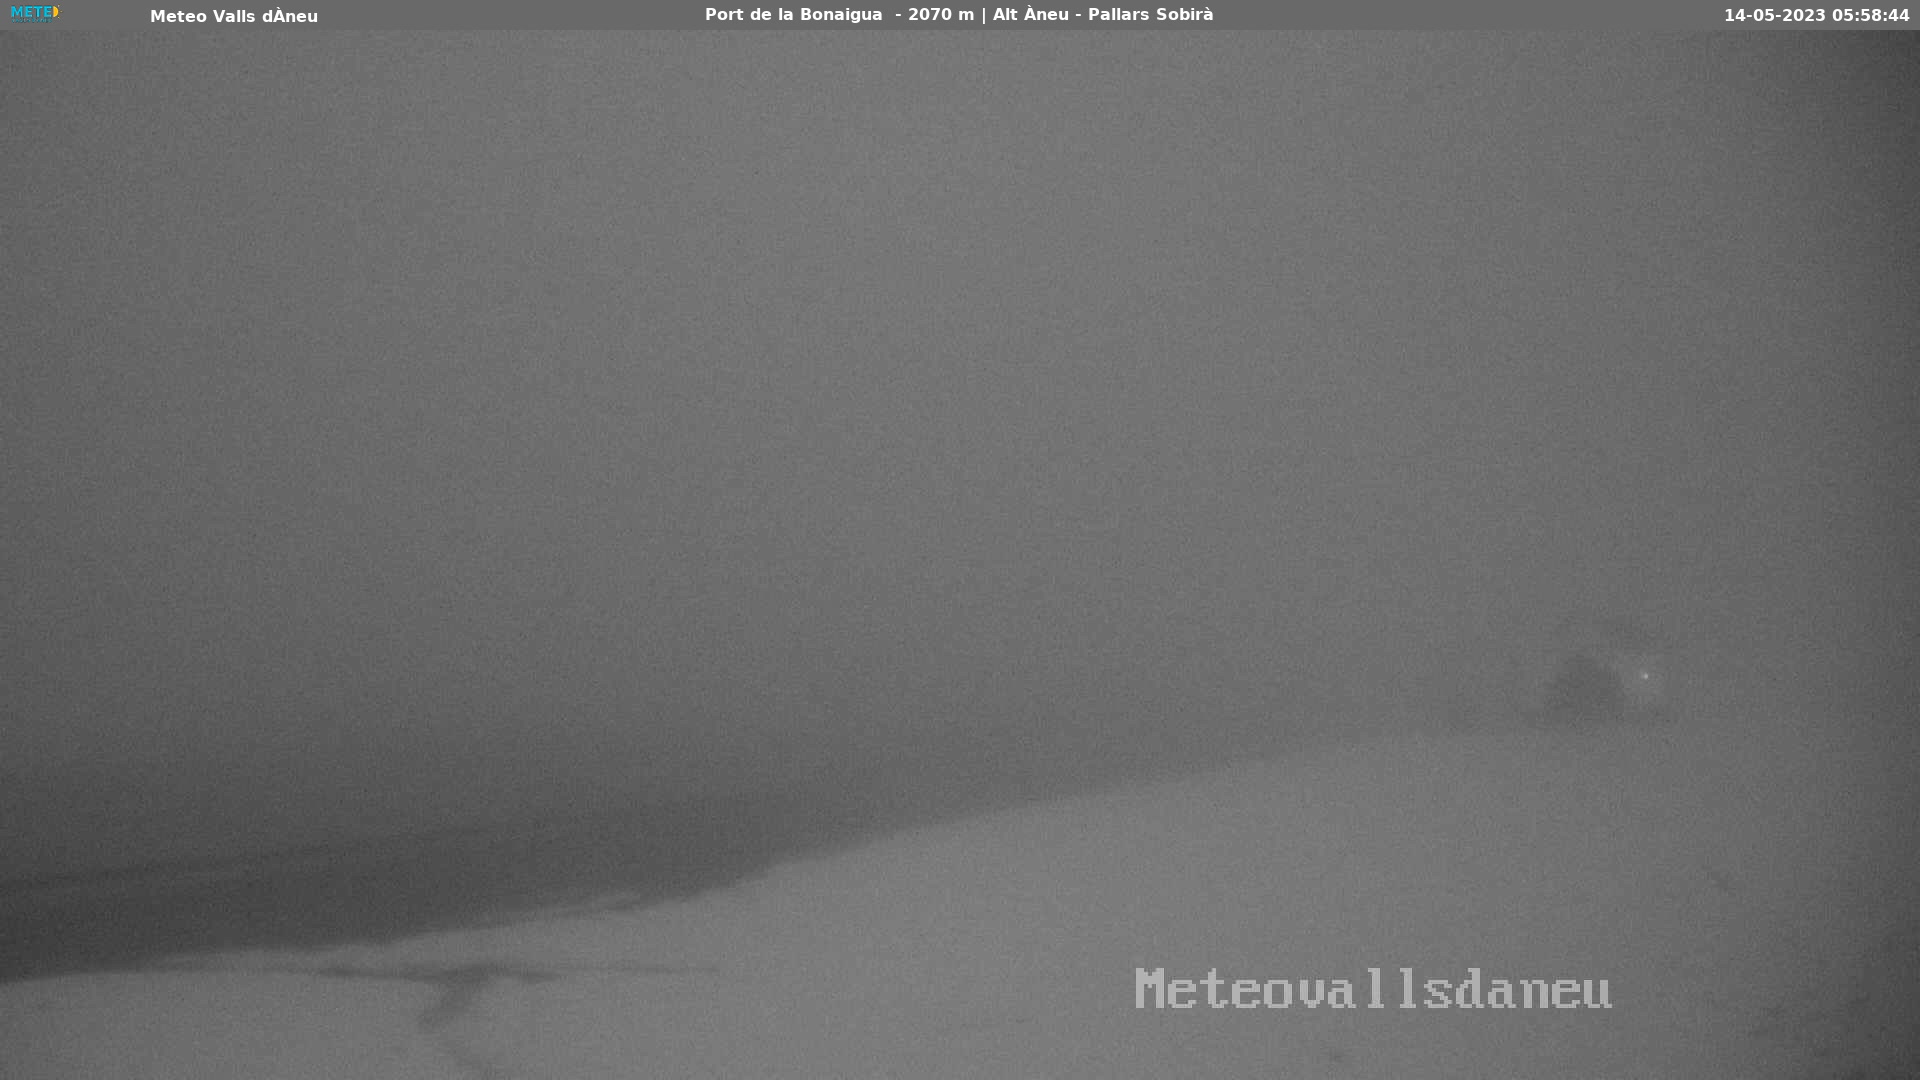 METEO
Meteo Valls dÀneu
Port de la Bonaigua - 2070 m | Alt Àneu - Pallars Sobirà
14-05-2023 05:58:44
Meteovallsdaneu